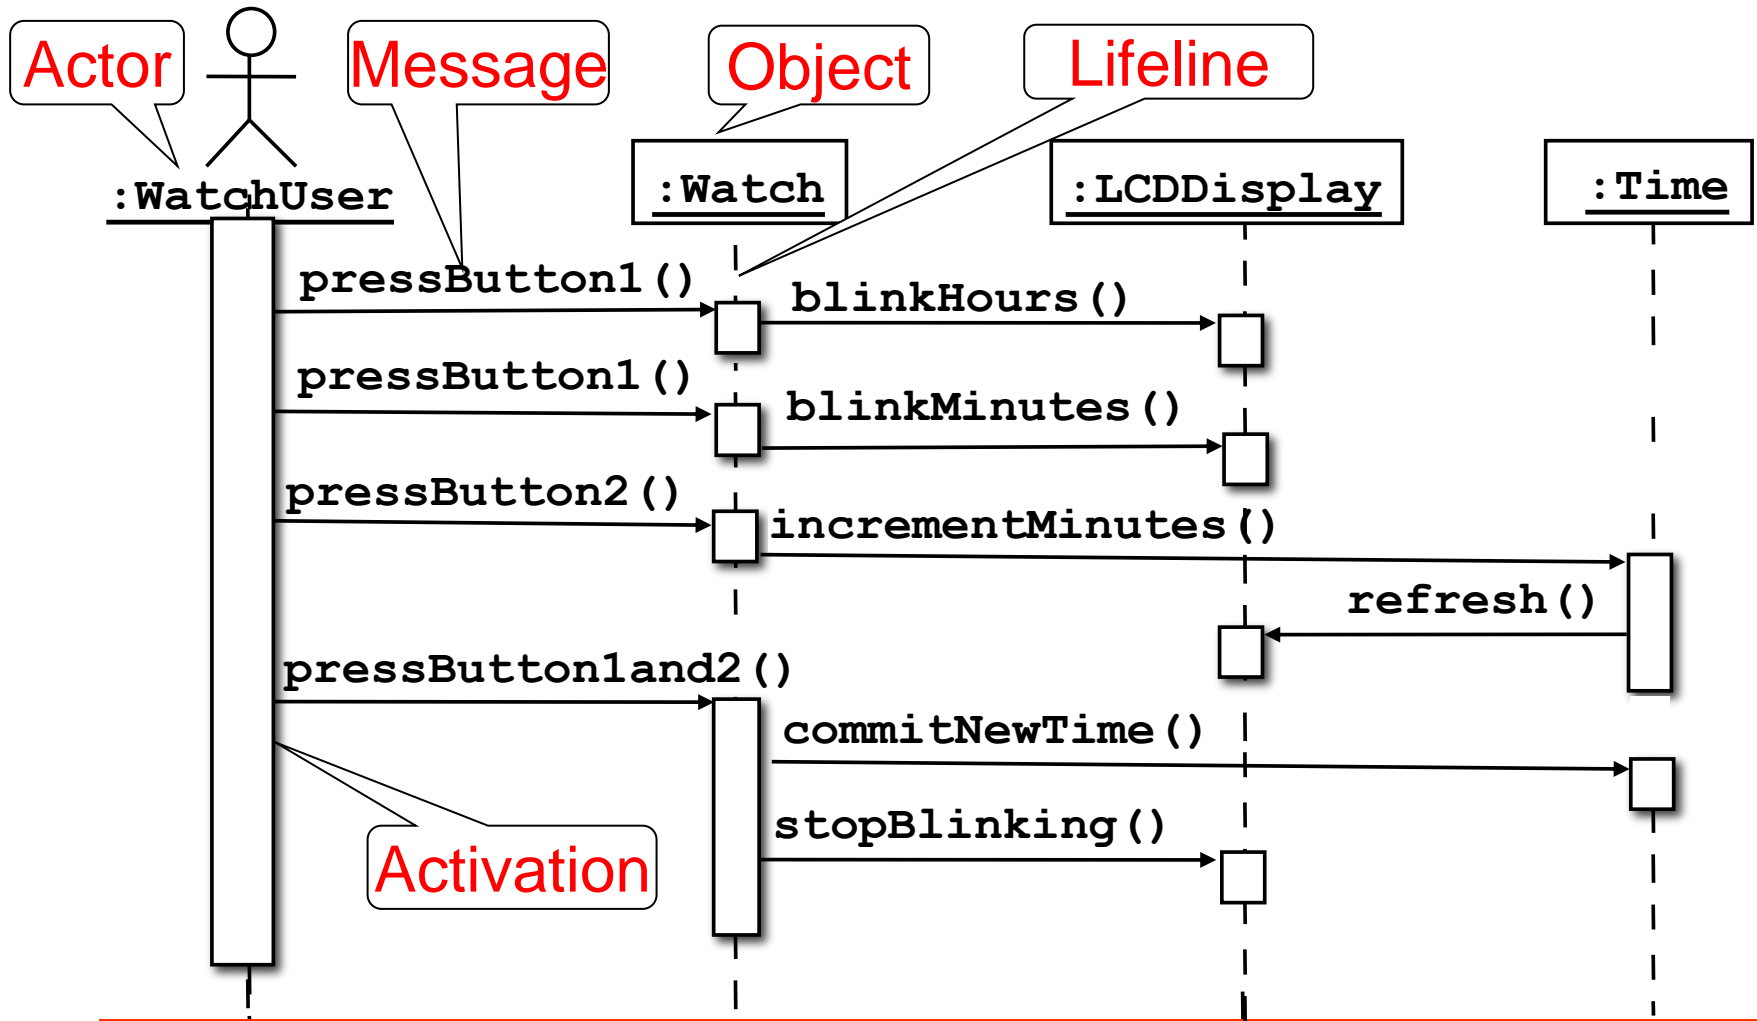 Actor
Message
Object
Lifeline
:WatchUser
:Watch
:LCDDisplay
:Time
pressButton1()
blinkHours()
pressButton1()
blinkMinutes()
pressButton2()
incrementMinutes()
refresh()
pressButton1and2()
commitNewTime()
stopBlinking()
Activation